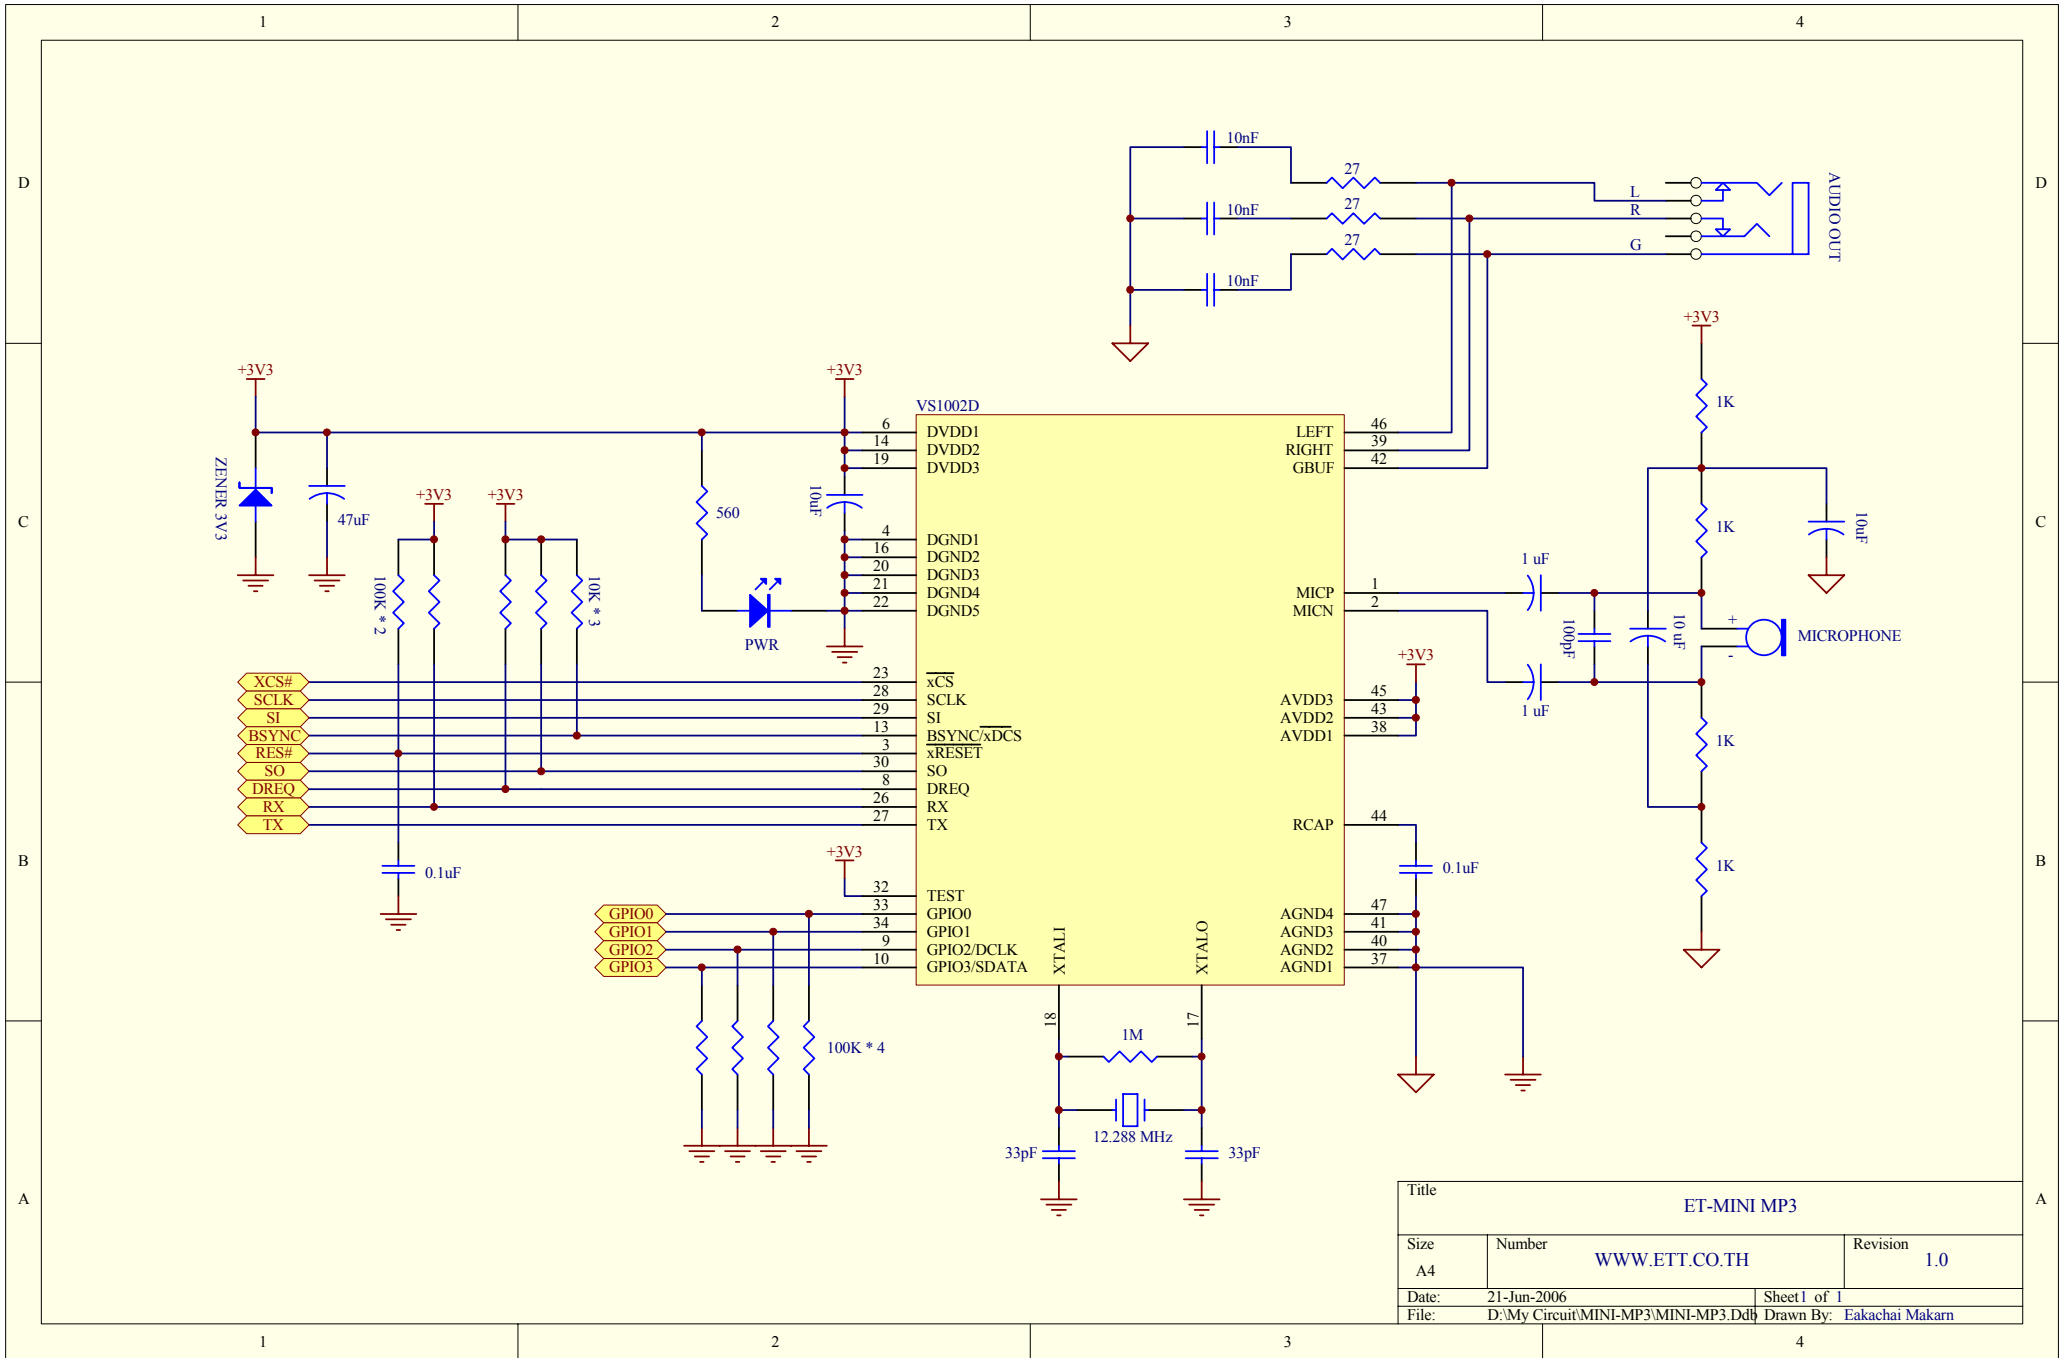 1 2 3 4
D D
C C
B B
A A
1 2 3 4
10nF
10nF
10nF
27
27
27
L
R
G
AUDIO OUT
+3V3
+3V3
+3V3
+3V3
+3V3
ZENER 3V3
47uF
100K * 2
10K * 3
560
PWR
10uF
VS1002D
6 DVDD1
14 DVDD2
19 DVDD3
4 DGND1
16 DGND2
20 DGND3
21 DGND4
22 DGND5
XCS# 23 xCS
SCLK 28 SCLK
SI 29 SI
BSYNC 13 BSYNC/xDCS
RES# 3 xRESET
SO 30 SO
DREQ 8 DREQ
RX 26 RX
TX 27 TX
0.1uF
+3V3
32 TEST
GPIO0 33 GPIO0
GPIO1 34 GPIO1
GPIO2 9 GPIO2/DCLK
GPIO3 10 GPIO3/SDATA
100K * 4
LEFT 46
RIGHT 39
GBUF 42
MICP 1
MICN 2
+3V3
AVDD3 45
AVDD2 43
AVDD1 38
RCAP 44
0.1uF
AGND4 47
AGND3 41
AGND2 40
AGND1 37
XTALI
18
XTALO
17
1M
12.288 MHz
33pF
33pF
1K
1K
10uF
1 uF
100pF
10 uF
+
-
MICROPHONE
1 uF
1K
1K
Title
ET-MINI MP3
Size
A4
Number
WWW.ETT.CO.TH
Revision
1.0
Date: 21-Jun-2006 Sheet1 of 1
File: D:\My Circuit\MINI-MP3\MINI-MP3.Ddb Drawn By: Eakachai Makarn